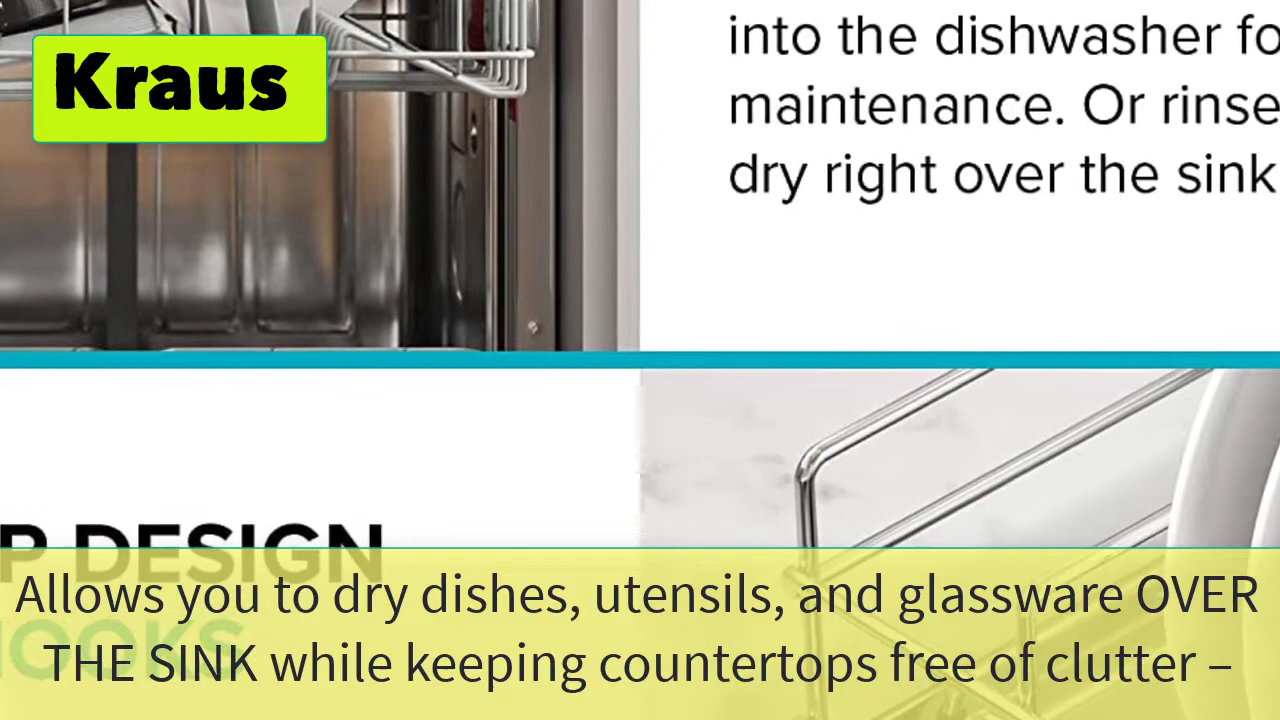 Kraus
into the dishwasher fo
maintenance. Or rinse
dry right over the sink
P DESIGN
HOOKS
Allows you to dry dishes, utensils, and glassware OVER
THE SINK while keeping countertops free of clutter –